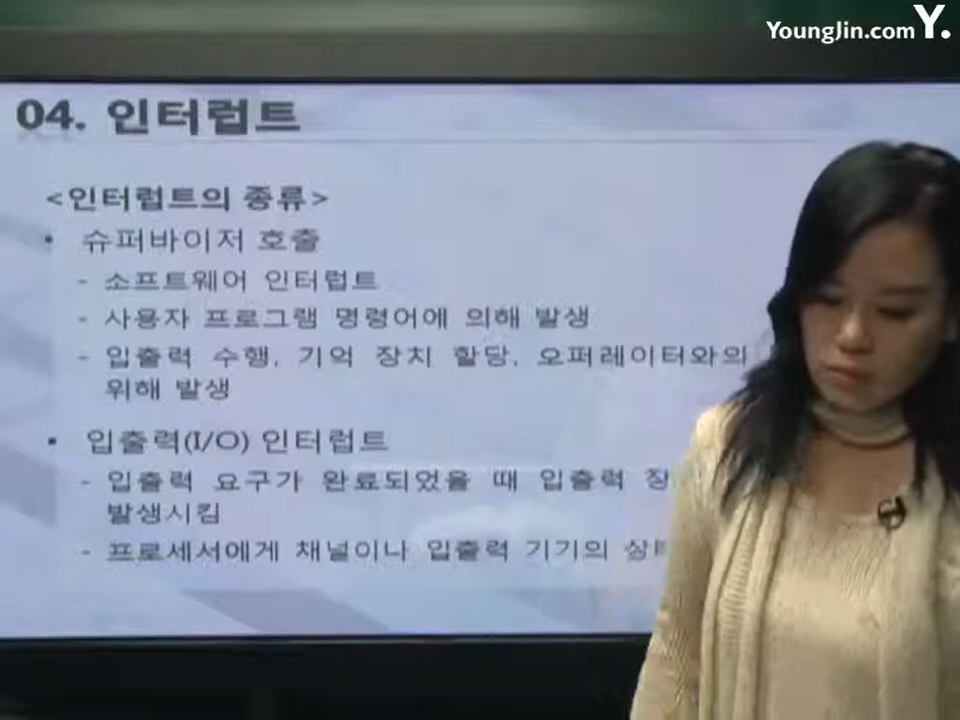 YoungJin.com Y.
04. 인터럽트
<인터럽트의 종류>
• 슈퍼바이저 호출
- 소프트웨어 인터럽트
- 사용자 프로그램 명령어에 의해 발생
- 입출력 수행, 기억 장치 할당, 오퍼레이터와의
위해 발생
• 입출력(I/O) 인터럽트
- 입출력 요구가 완료되었을 때 입출력
발생시킴
- 프로세서에게 채널이나 입출력 기기의